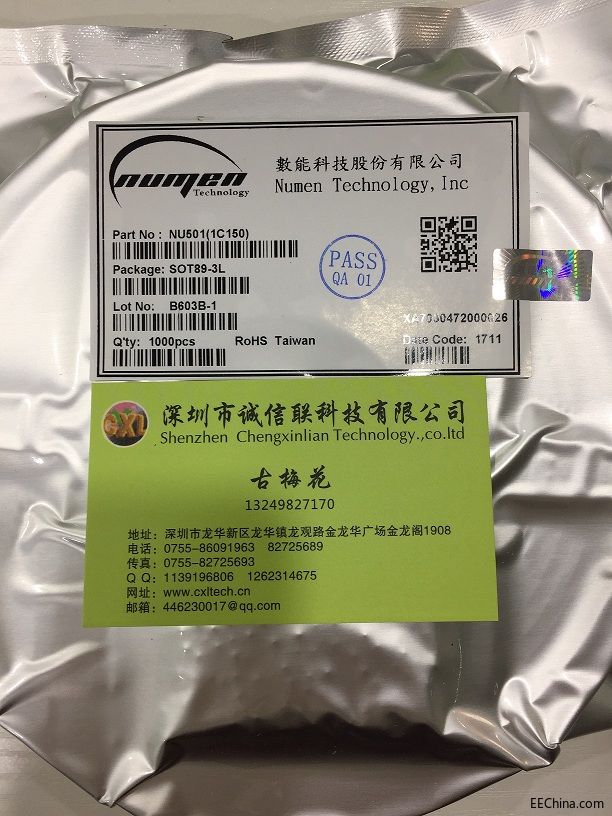 numen
Technology
數能科技股份有限公司
Numen Technology,Inc
Part No : NU501(1C150)
Package: SOT89-3L
Lot No: B603B-1
Q'ty: 1000pcs RoHS Taiwan
PASS
QA 01
XA7030472000626
Date Code: 1711
CXL
深圳市诚信联科技有限公司
Shenzhen Chengxinlian Technology.,co.ltd
古梅花
13249827170
地址: 深圳市龙华新区龙华镇龙观路金龙华广场金龙阁1908
电话: 0755-86091963 82725689
传真: 0755-82725693
Q Q: 1139196806 1262314675
网址: www.cxltech.cn
邮箱: 446230017@qq.com
EEChina.com